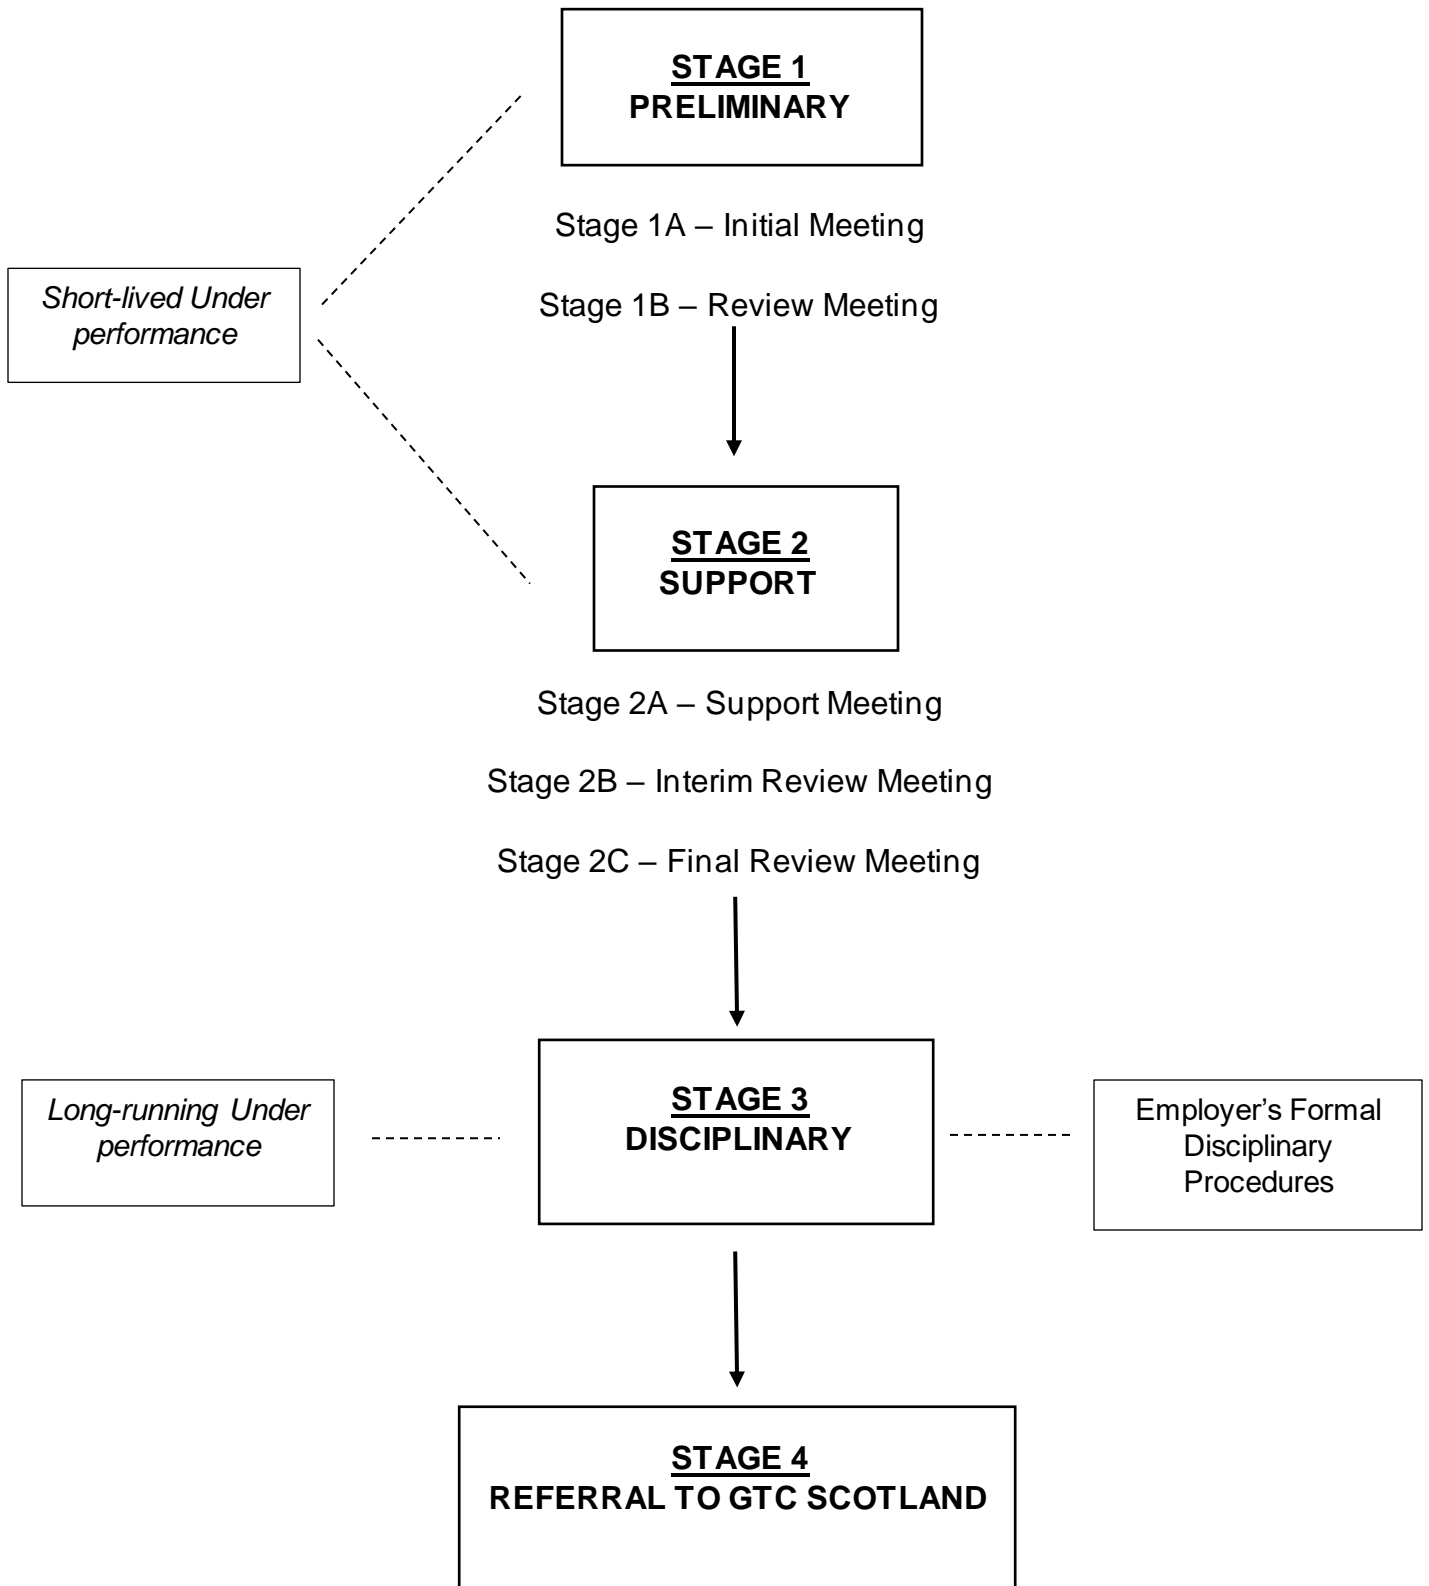 STAGE 1
PRELIMINARY
Stage 1A – Initial Meeting
Short-lived Under
performance
Stage 1B – Review Meeting
STAGE 2
SUPPORT
Stage 2A – Support Meeting
Stage 2B – Interim Review Meeting
Stage 2C – Final Review Meeting
Long-running Under
performance
STAGE 3
DISCIPLINARY
Employer’s Formal
Disciplinary
Procedures
STAGE 4
REFERRAL TO GTC SCOTLAND